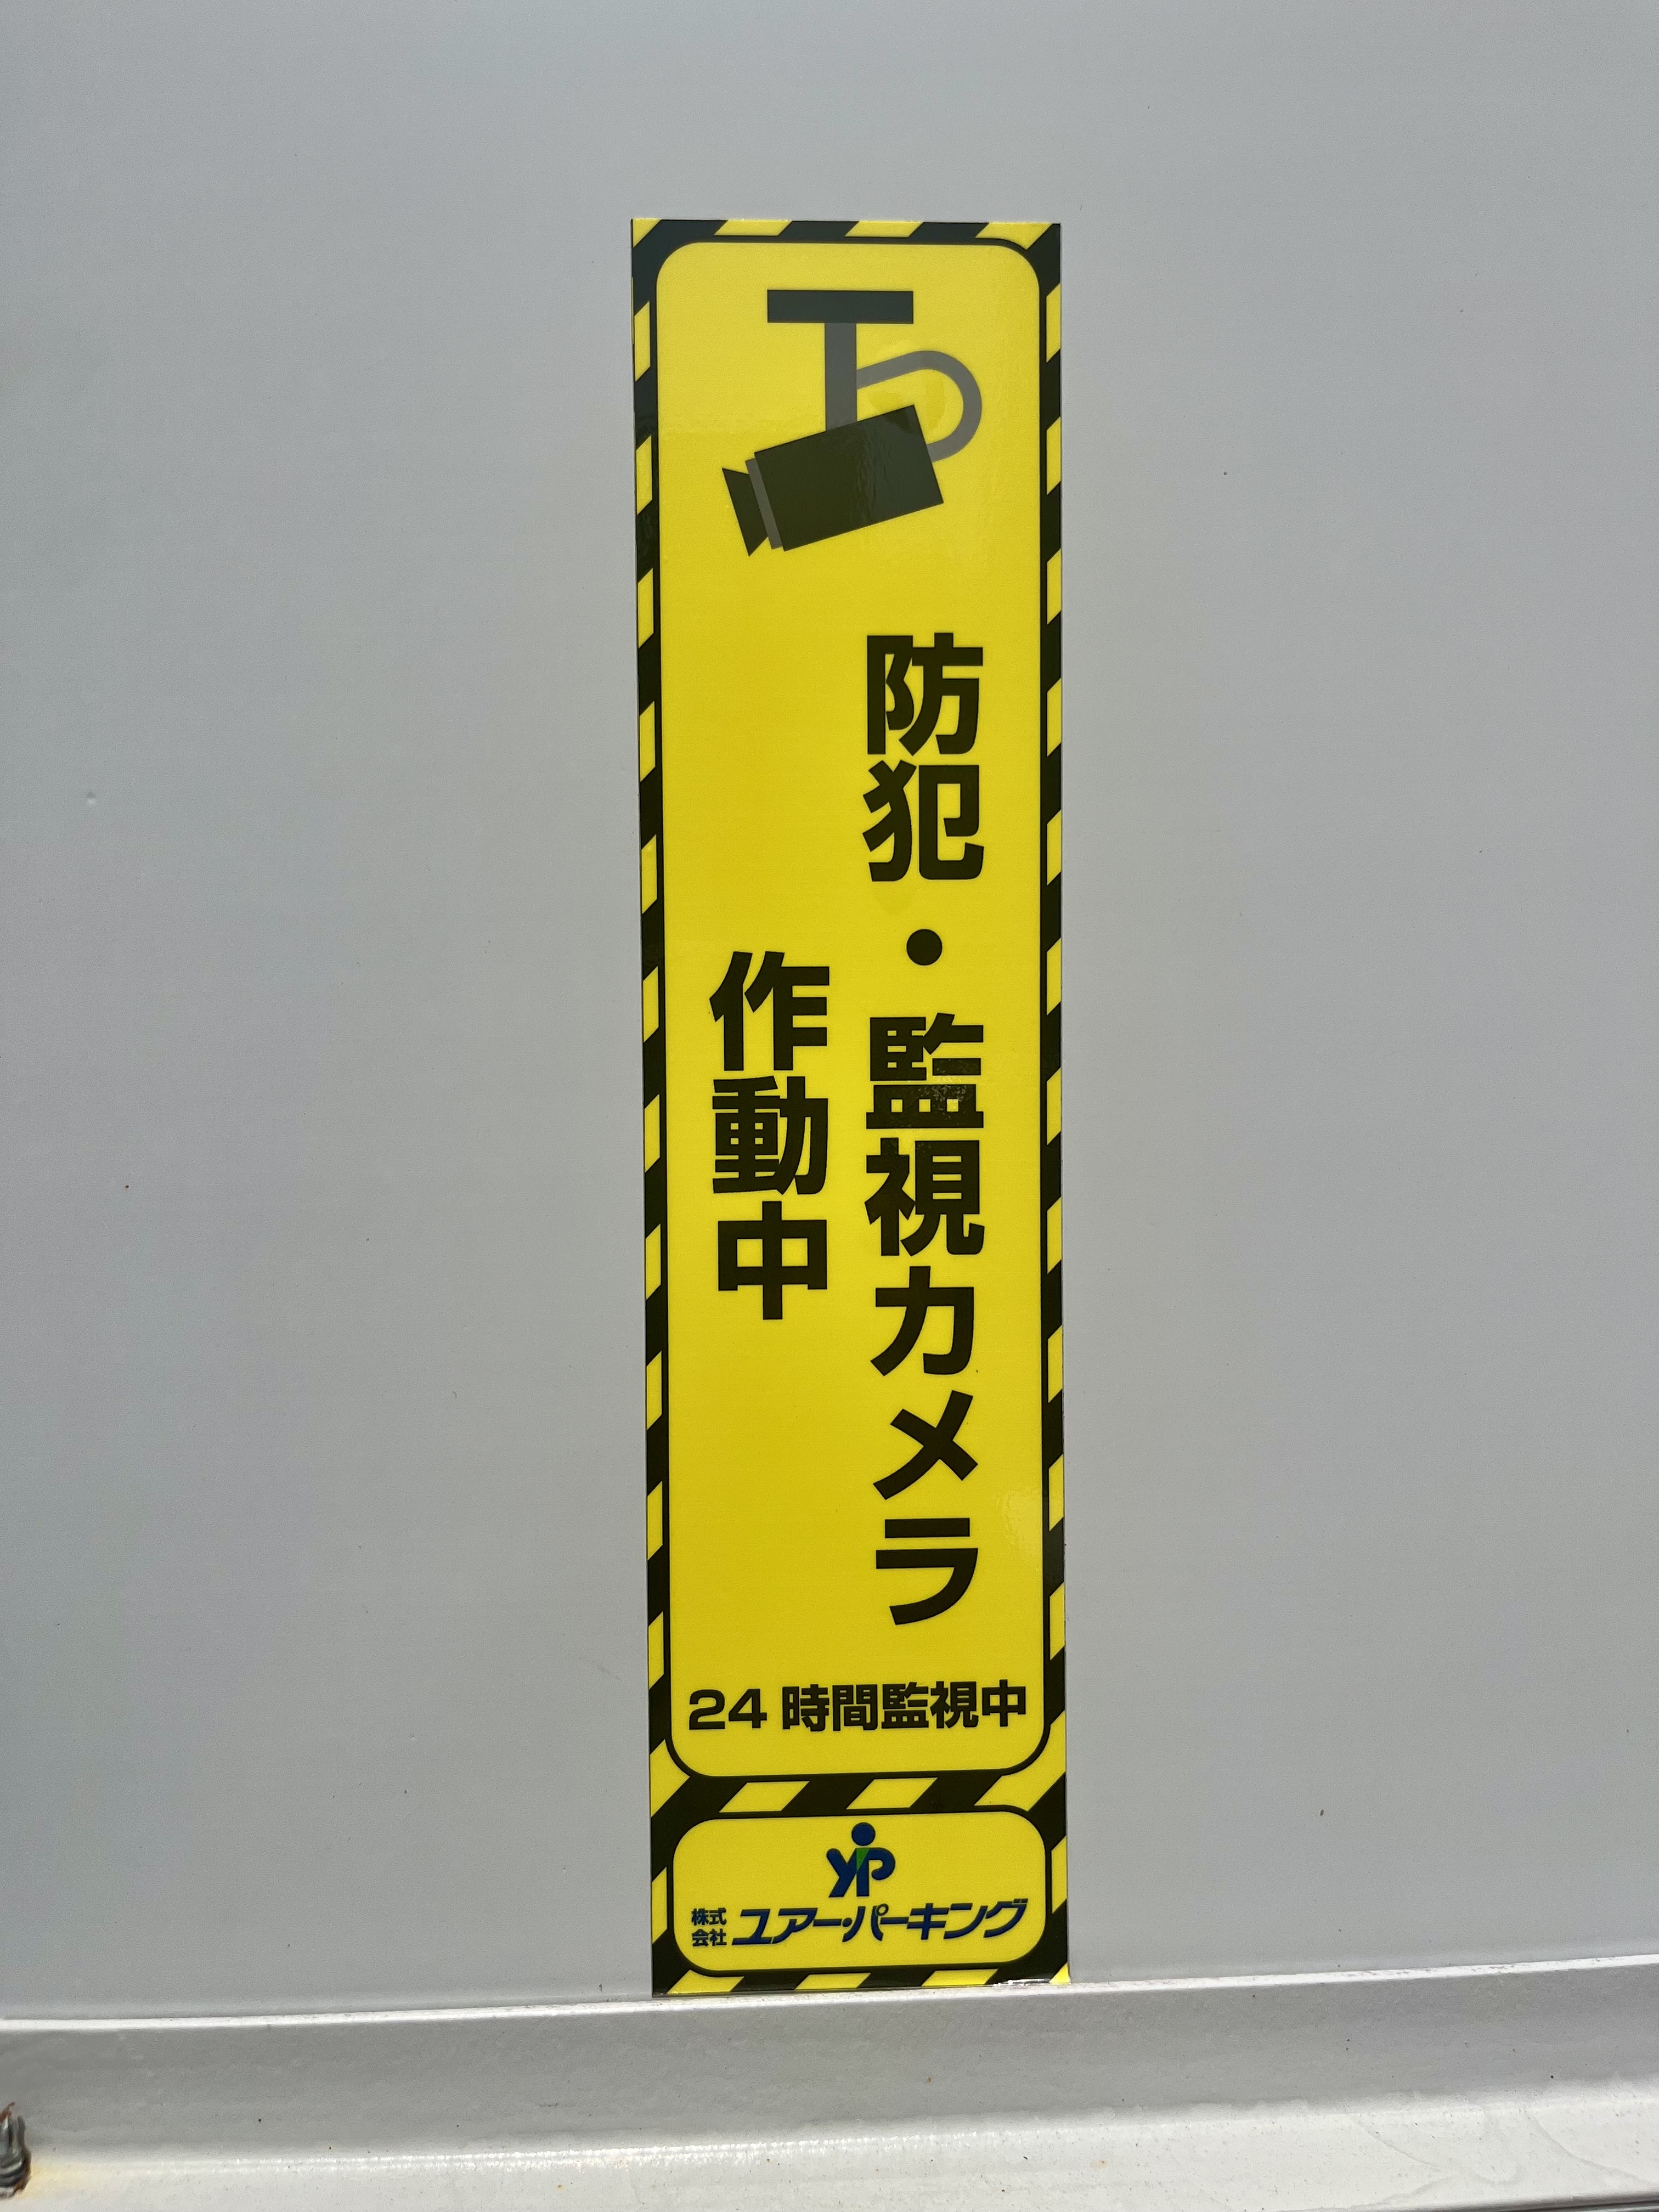 防犯・監視カメラ
作動中
24時間監視中
YP
株式会社 ユアー・パーキング